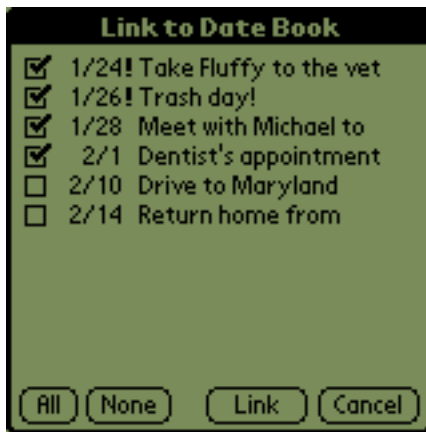 Link to Date Book
1/24! Take Fluffy to the vet
1/26! Trash day!
1/28 Meet with Michael to
2/1 Dentist's appointment
2/10 Drive to Maryland
2/14 Return home from
All None Link Cancel